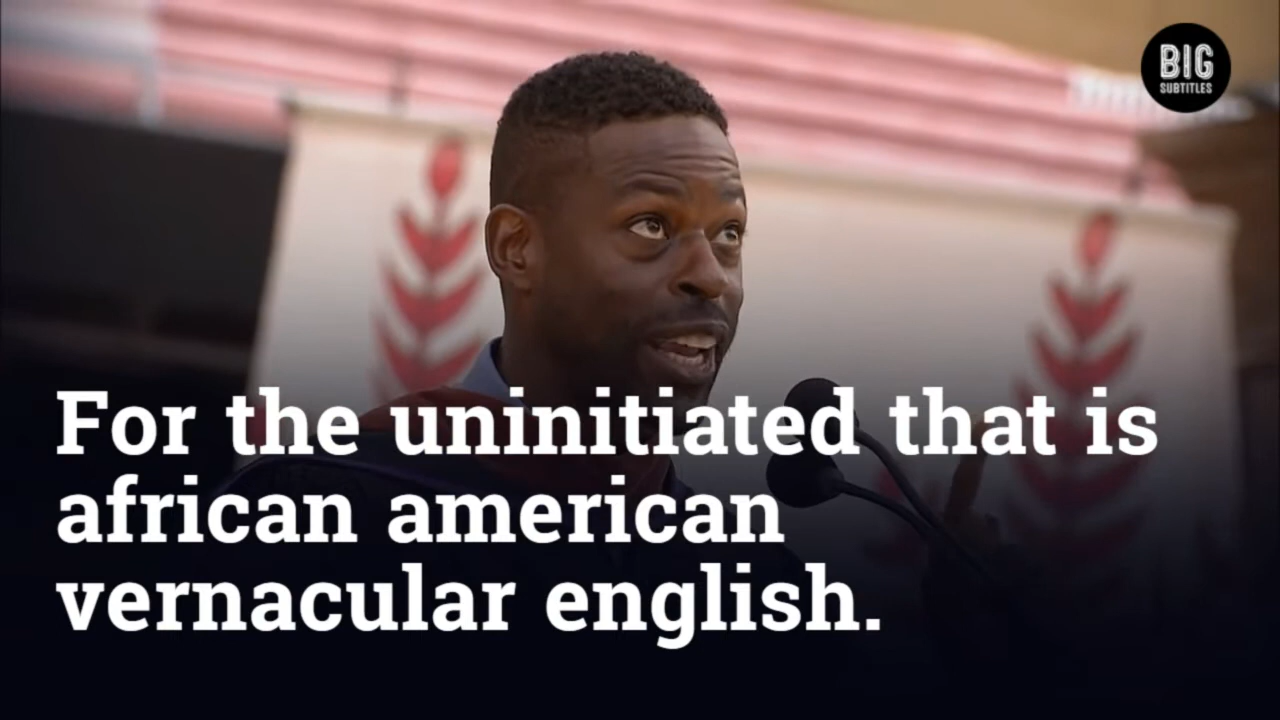 BIG
SUBTITLES
For the uninitiated that is
african american
vernacular english.